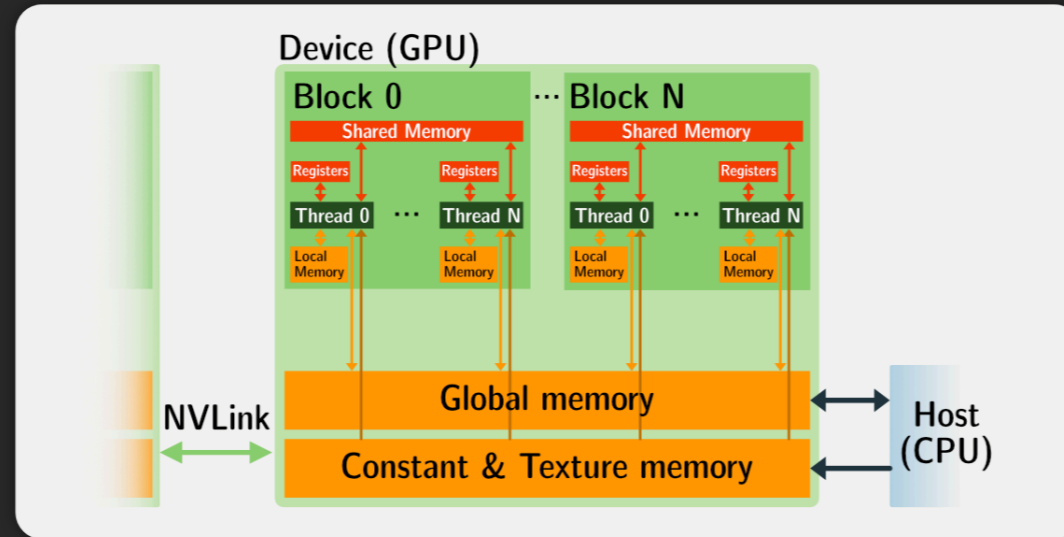 Device (GPU)
Block 0
...
Block N
Shared Memory
Shared Memory
Registers
Registers
Registers
Registers
Thread 0
...
Thread N
Thread 0
...
Thread N
Local
Memory
Local
Memory
Local
Memory
Local
Memory
Global memory
NVLink
Host
(CPU)
Constant & Texture memory